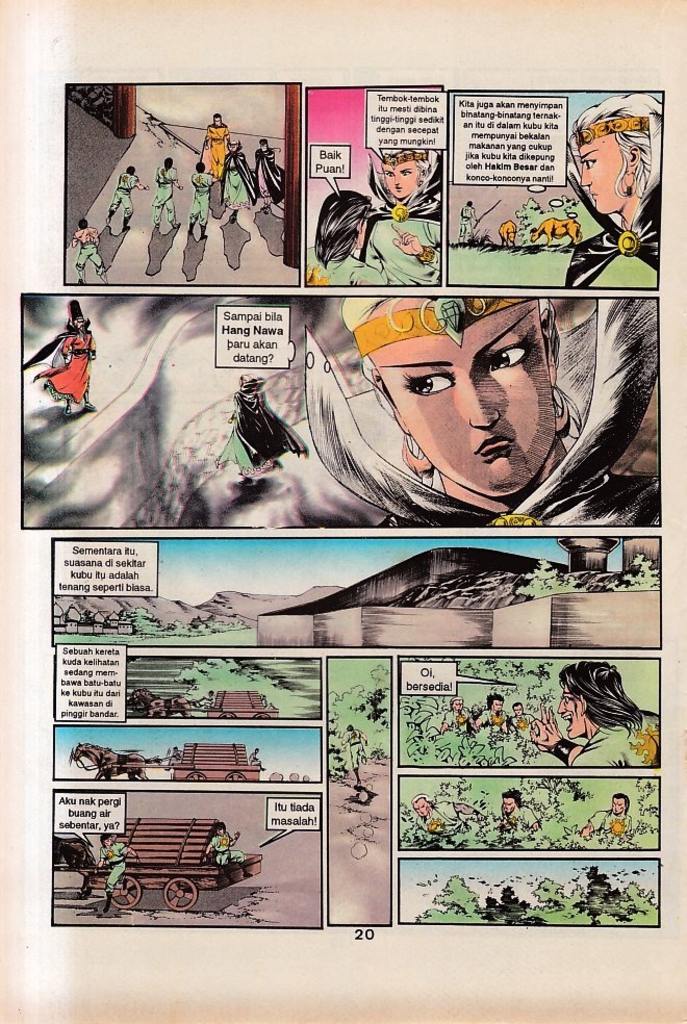 Tembok-tembok
itu mesti dibina
tinggi-tinggi sedikit
dengan secepat
yang mungkin!
Baik
Puan!
Kita juga akan menyimpan
binatang-binatang ternak-
an itu di dalam kubu kita
mempunyai bekalan
makanan yang cukup
jika kubu kita dikepung
oleh Hakim Besar dan
konco-konconya nanti!
Sampai bila
Hang Nawa
baru akan
datang?
Sementara itu,
suasana di sekitar
kubu itu adalah
tenang seperti biasa.
Sebuah kereta
kuda kelihatan
sedang mem-
bawa batu-batu
ke kubu itu dari
kawasan di
pinggir bandar.
Oi,
bersedia!
Aku nak pergi
buang air
sebentar, ya?
Itu tiada
masalah!
20